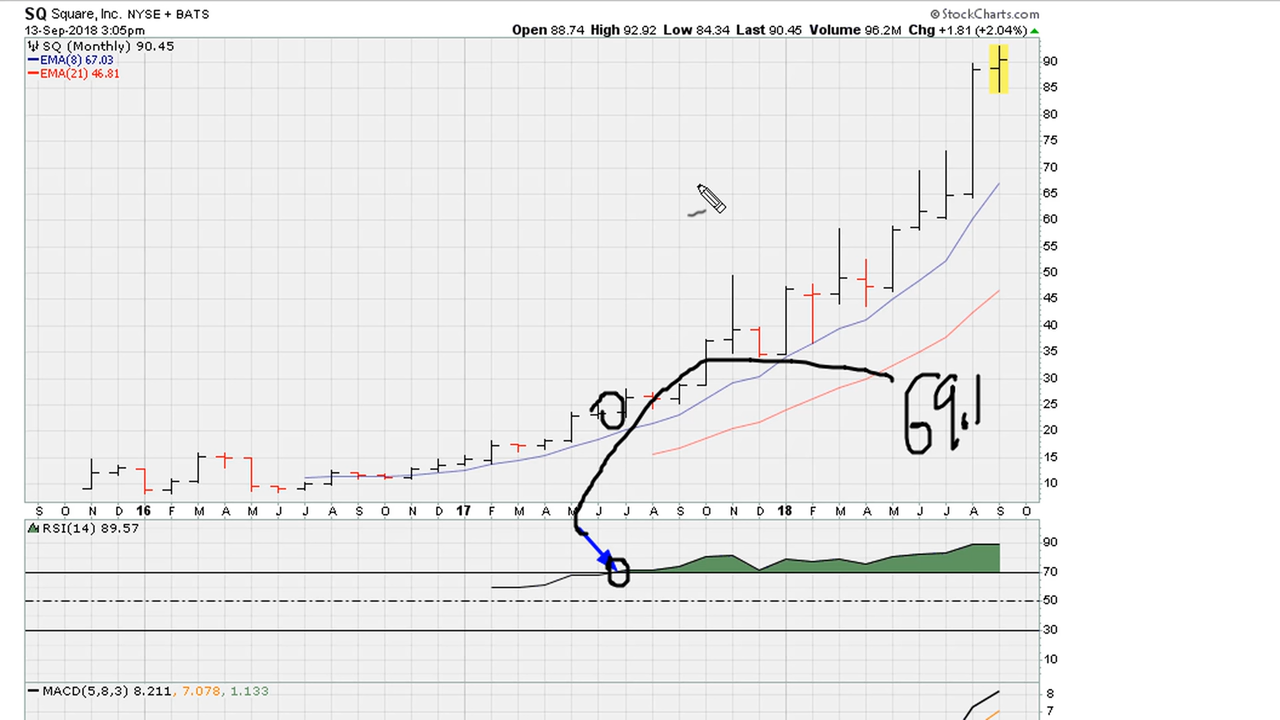 SQ Square, Inc. NYSE + BATS
© StockCharts.com
13-Sep-2018 3:05pm
Open 88.74 High 92.92 Low 84.34 Last 90.45 Volume 96.2M Chg +1.81 (+2.04%)
SQ (Monthly) 90.45
EMA(8) 67.03
EMA(21) 46.81
90
85
80
75
70
65
60
55
50
45
40
35
30
25
20
15
10
69.1
S O N D 16 F M A M J J A S O N D 17 F M A M J J A S O N D 18 F M A M J J A S O
RSI(14) 89.57
90
70
50
30
10
MACD(5,8,3) 8.211, 7.078, 1.133
8
7